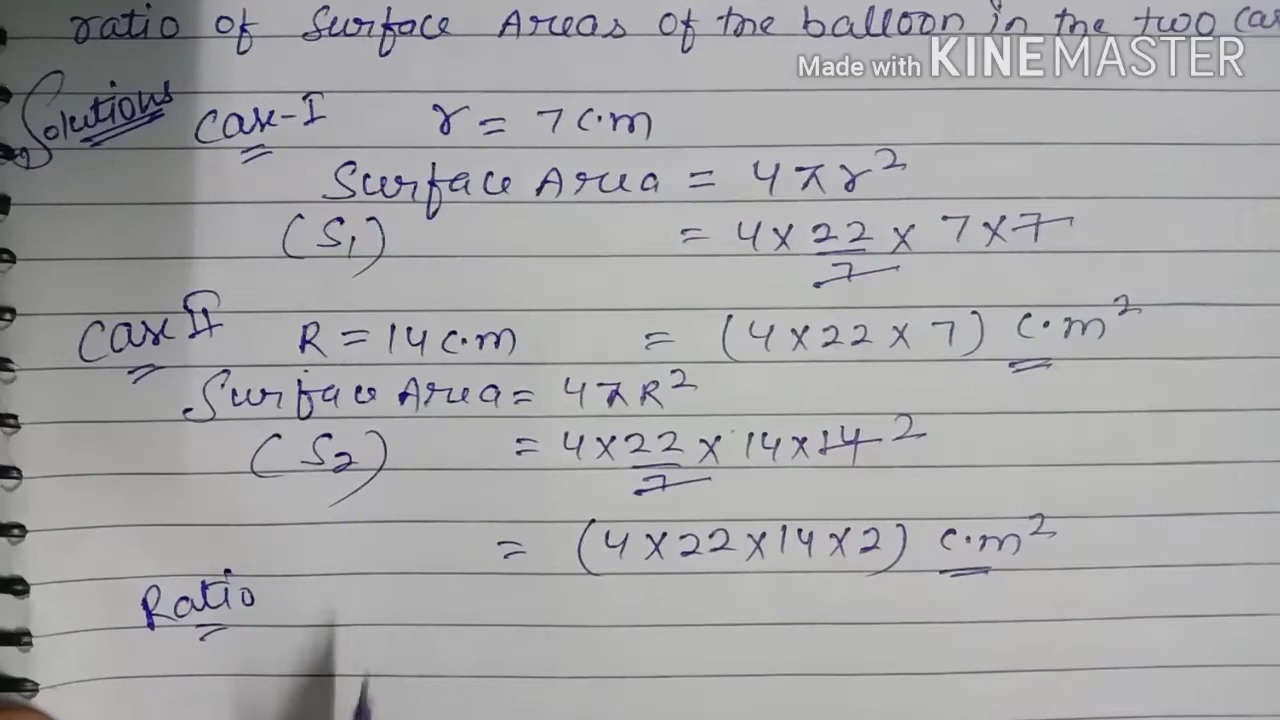 ratio of Surface Areas of the balloon in the two cas
Made with KINEMASTER
Solutions Case-I r = 7 c.m
Surface Area = 4πr²
(S₁) = 4 × 22/7 × 7 × 7
Case II R = 14 c.m = (4 × 22 × 7) c.m²
Surface Area = 4πR²
(S₂) = 4 × 22/7 × 14 × 14 2
= (4 × 22 × 14 × 2) c.m²
Ratio